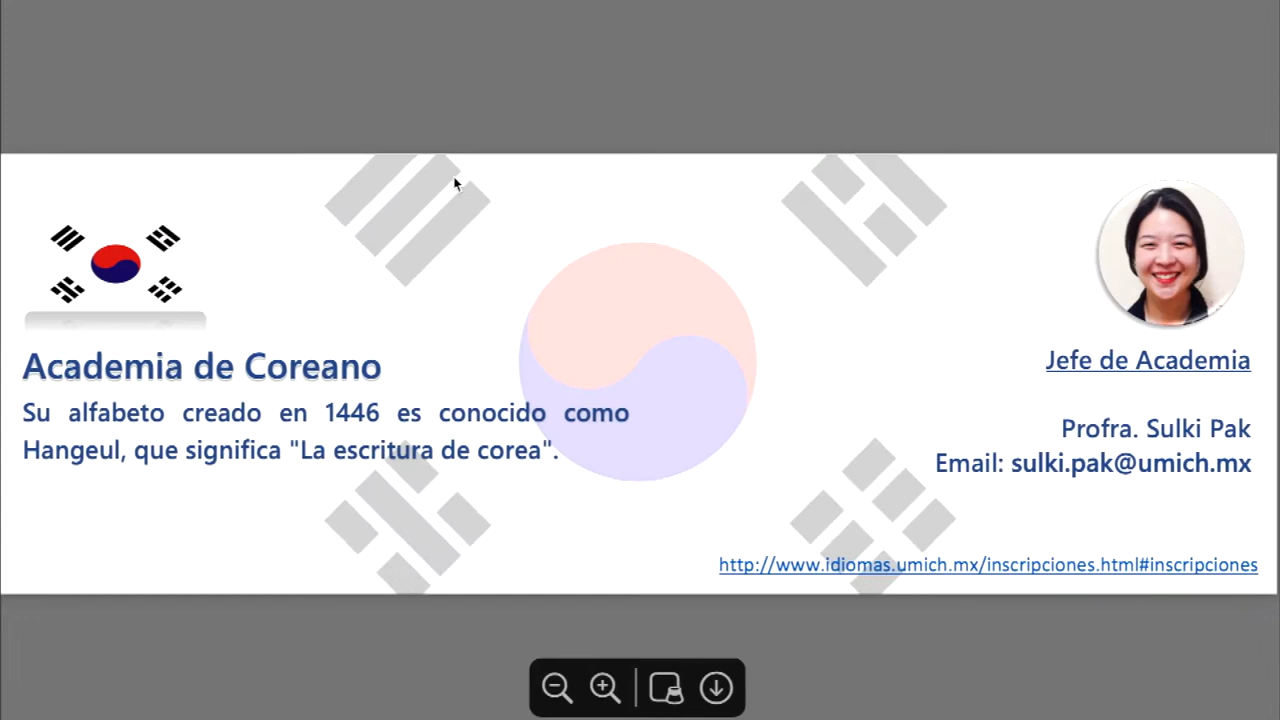 Academia de Coreano
Su alfabeto creado en 1446 es conocido como
Hangeul, que significa "La escritura de corea".
Jefe de Academia
Profra. Sulki Pak
Email: sulki.pak@umich.mx
http://www.idiomas.umich.mx/inscripciones.html#inscripciones